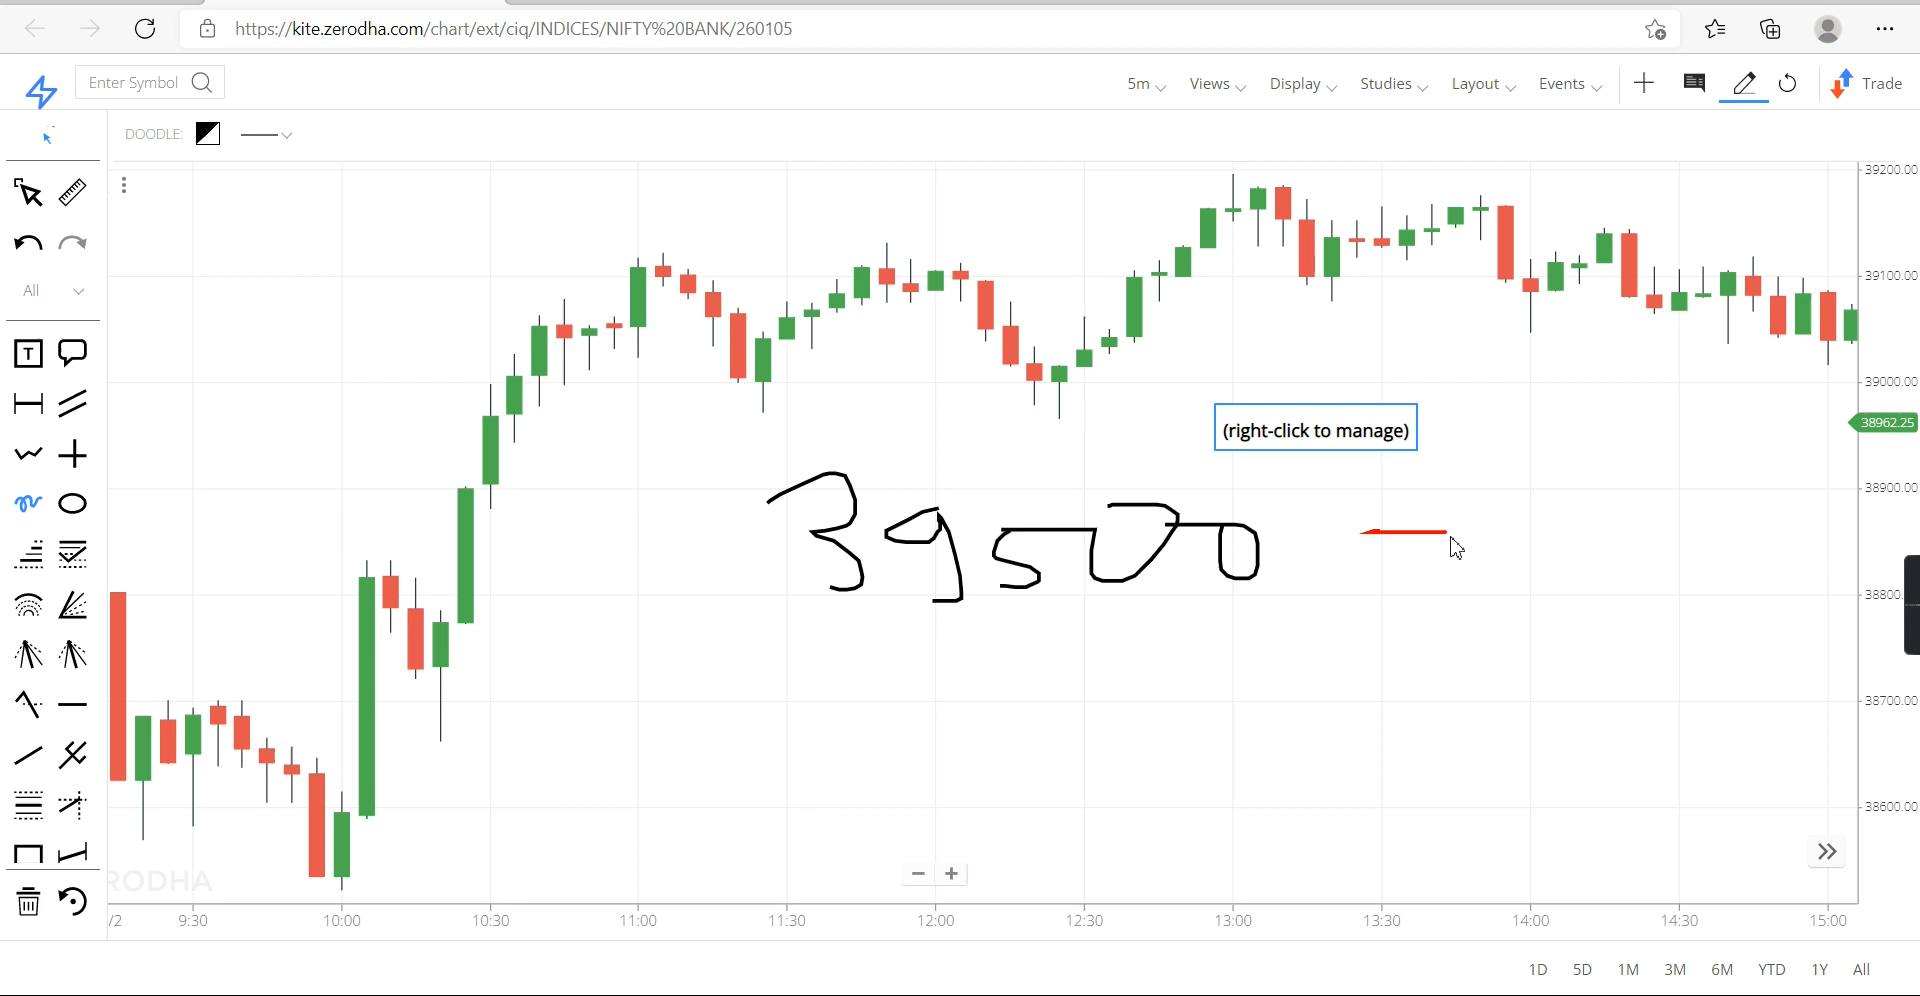 https://kite.zerodha.com/chart/ext/ciq/INDICES/NIFTY%20BANK/260105
Enter Symbol
5m
Views
Display
Studies
Layout
Events
Trade
DOODLE:
All
T
39200.00
39100.00
39000.00
38962.25
38900.00
38800.
38700.00
38600.00
(right-click to manage)
39500
RODHA
/2
9:30
10:00
10:30
11:00
11:30
12:00
12:30
13:00
13:30
14:00
14:30
15:00
1D
5D
1M
3M
6M
YTD
1Y
All